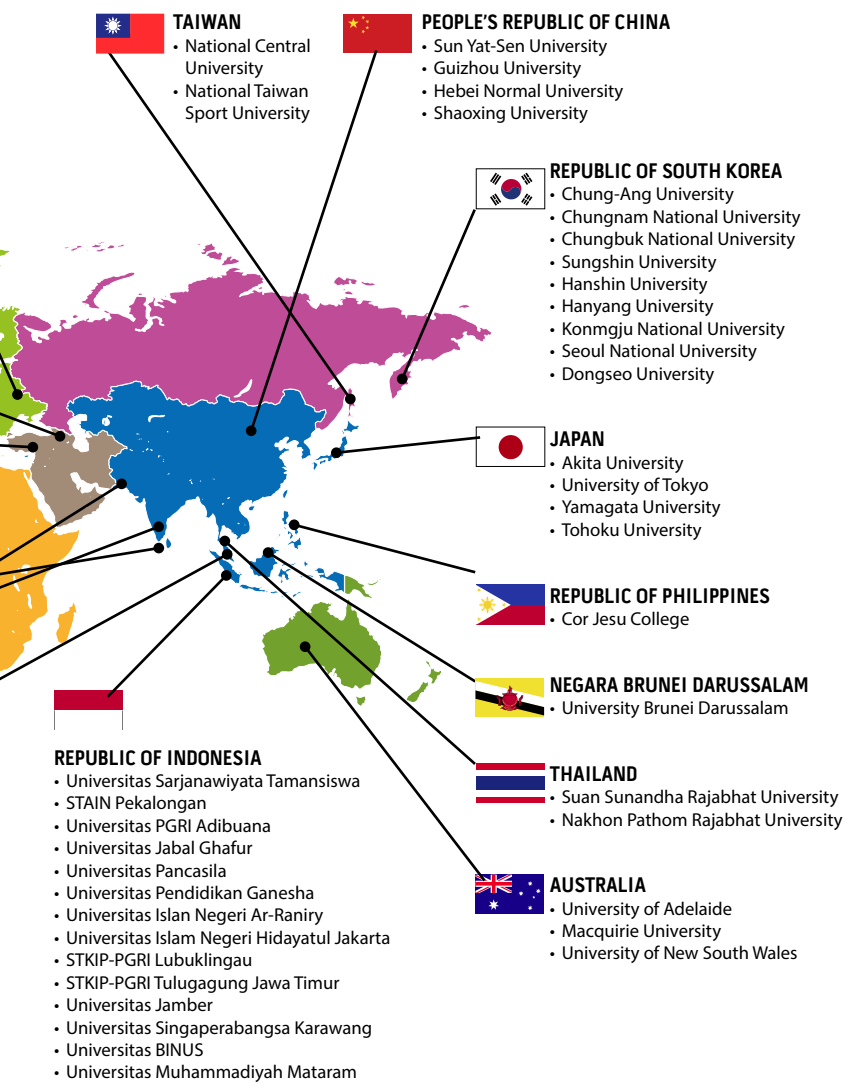 TAIWAN
• National Central
University
• National Taiwan
Sport University
PEOPLE'S REPUBLIC OF CHINA
• Sun Yat-Sen University
• Guizhou University
• Hebei Normal University
• Shaoxing University
REPUBLIC OF SOUTH KOREA
• Chung-Ang University
• Chungnam National University
• Chungbuk National University
• Sungshin University
• Hanshin University
• Hanyang University
• Konmgju National University
• Seoul National University
• Dongseo University
JAPAN
• Akita University
• University of Tokyo
• Yamagata University
• Tohoku University
REPUBLIC OF PHILIPPINES
• Cor Jesu College
NEGARA BRUNEI DARUSSALAM
• University Brunei Darussalam
THAILAND
• Suan Sunandha Rajabhat University
• Nakhon Pathom Rajabhat University
AUSTRALIA
• University of Adelaide
• Macquirie University
• University of New South Wales
REPUBLIC OF INDONESIA
• Universitas Sarjanawiyata Tamansiswa
• STAIN Pekalongan
• Universitas PGRI Adibuana
• Universitas Jabal Ghafur
• Universitas Pancasila
• Universitas Pendidikan Ganesha
• Universitas Islan Negeri Ar-Raniry
• Universitas Islam Negeri Hidayatul Jakarta
• STKIP-PGRI Lubuklingau
• STKIP-PGRI Tulugagung Jawa Timur
• Universitas Jamber
• Universitas Singaperabangsa Karawang
• Universitas BINUS
• Universitas Muhammadiyah Mataram